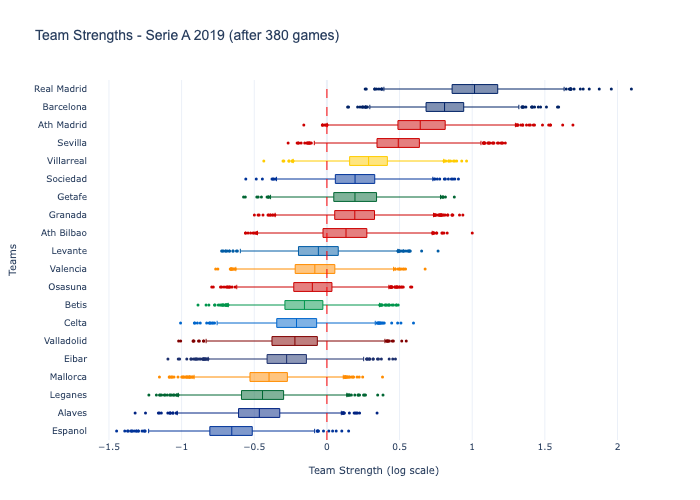 Team Strengths - Serie A 2019 (after 380 games)
Real Madrid
Barcelona
Ath Madrid
Sevilla
Villarreal
Sociedad
Getafe
Granada
Ath Bilbao
Levante
Valencia
Osasuna
Betis
Celta
Valladolid
Eibar
Mallorca
Leganes
Alaves
Espanol
Teams
−1.5 −1 −0.5 0 0.5 1 1.5 2
Team Strength (log scale)